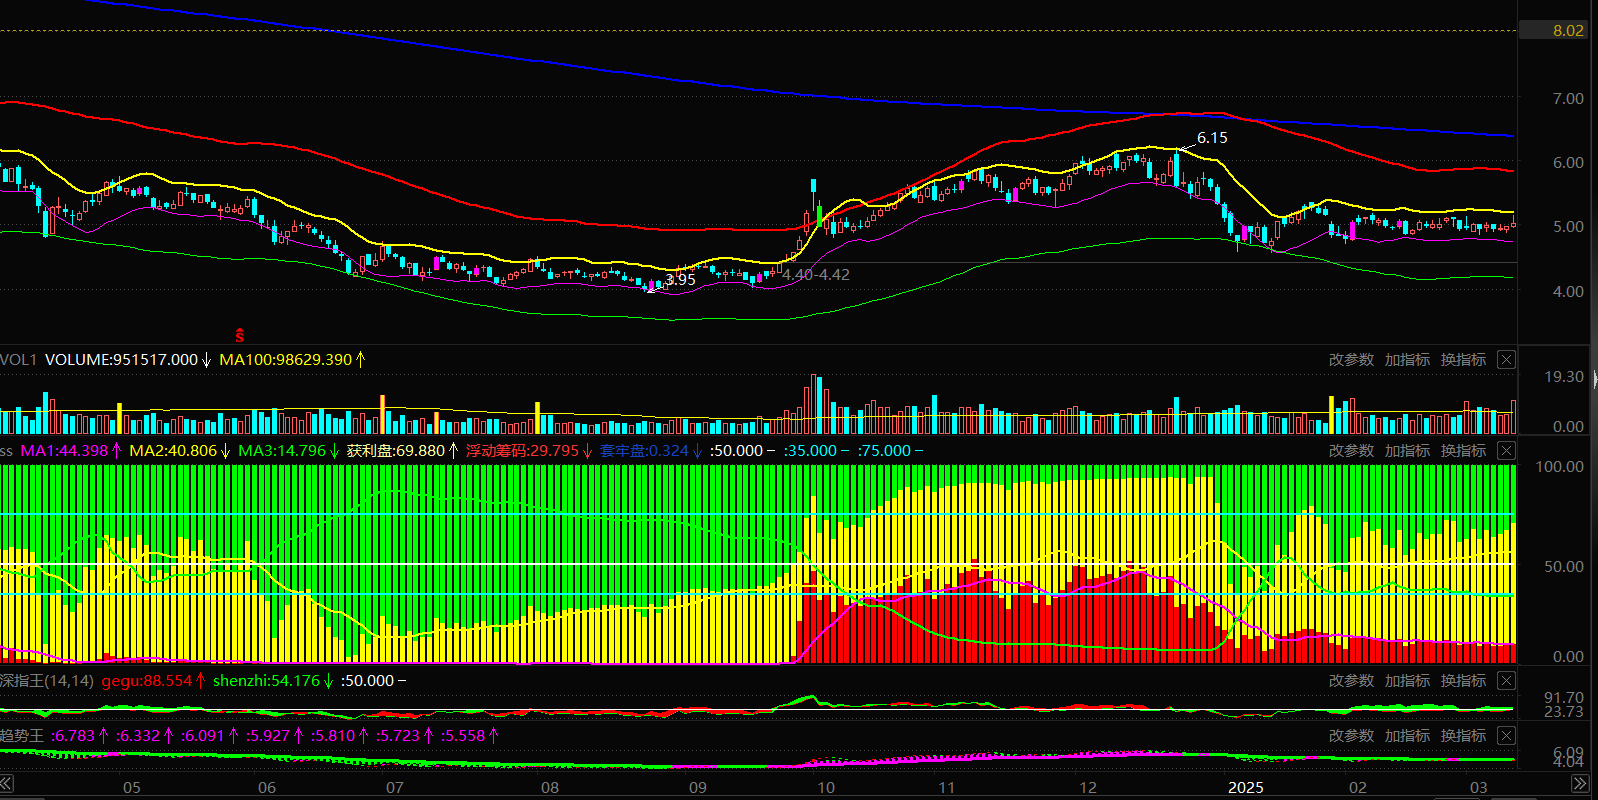 8.02
7.00
6.15
6.00
5.00
4.40-4.42
3.95
4.00
S
VOL1 VOLUME:951517.000↓ MA100:98629.390↑ 改参数 加指标 换指标
19.30
0.00
ss MA1:44.398↑ MA2:40.806↓ MA3:14.796↓ 获利盘:69.880↑ 浮动筹码:29.795↓ 套牢盘:0.324↓ :50.000− :35.000− :75.000− 改参数 加指标 换指标
100.00
50.00
0.00
深指王(14,14) gegu:88.554↑ shenzhi:54.176↓ :50.000− 改参数 加指标 换指标
91.70
23.73
趋势王 :6.783↑ :6.332↑ :6.091↑ :5.927↑ :5.810↑ :5.723↑ :5.558↑ 改参数 加指标 换指标
6.09
4.04
05 06 07 08 09 10 11 12 2025 02 03